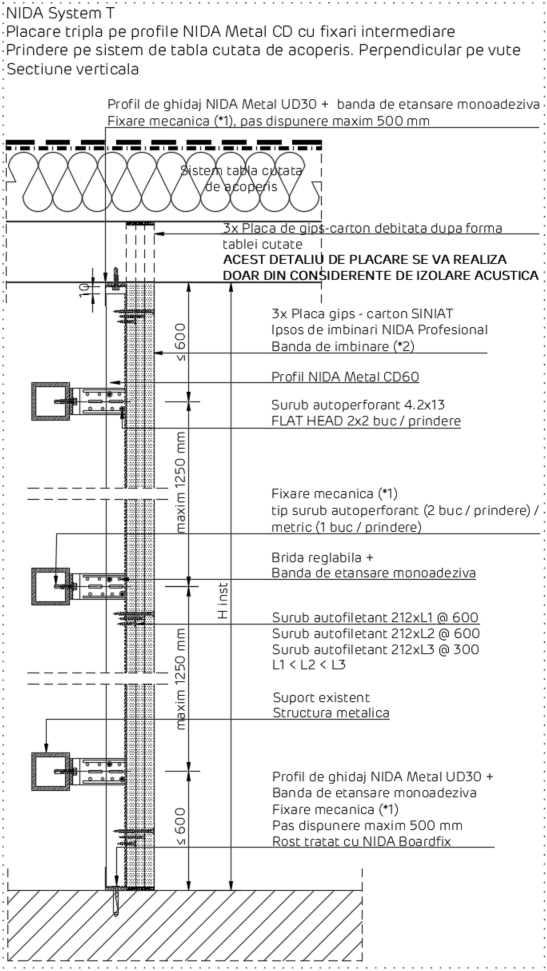 NIDA System T
Placare tripla pe profile NIDA Metal CD cu fixari intermediare
Prindere pe sistem de tabla cutata de acoperis. Perpendicular pe vute
Sectiune verticala
Profil de ghidaj NIDA Metal UD30 + banda de etansare monoadeziva
Fixare mecanica (*1), pas dispunere maxim 500 mm
Sistem tabla cutata
de acoperis
3x Placa de gips-carton debitata dupa forma
tablei cutate
ACEST DETALIU DE PLACARE SE VA REALIZA
DOAR DIN CONSIDERENTE DE IZOLARE ACUSTICA
10
≤ 600
3x Placa gips - carton SINIAT
Ipsos de imbinari NIDA Profesional
Banda de imbinare (*2)
Profil NIDA Metal CD60
Surub autoperforant 4.2x13
FLAT HEAD 2x2 buc / prindere
maxim 1250 mm
Fixare mecanica (*1)
tip surub autoperforant (2 buc / prindere) /
metric (1 buc / prindere)
Brida reglabila +
Banda de etansare monoadeziva
H inst
Surub autofiletant 212xL1 @ 600
Surub autofiletant 212xL2 @ 600
Surub autofiletant 212xL3 @ 300
L1 < L2 < L3
maxim 1250 mm
Suport existent
Structura metalica
Profil de ghidaj NIDA Metal UD30 +
Banda de etansare monoadeziva
Fixare mecanica (*1)
Pas dispunere maxim 500 mm
Rost tratat cu NIDA Boardfix
≤ 600